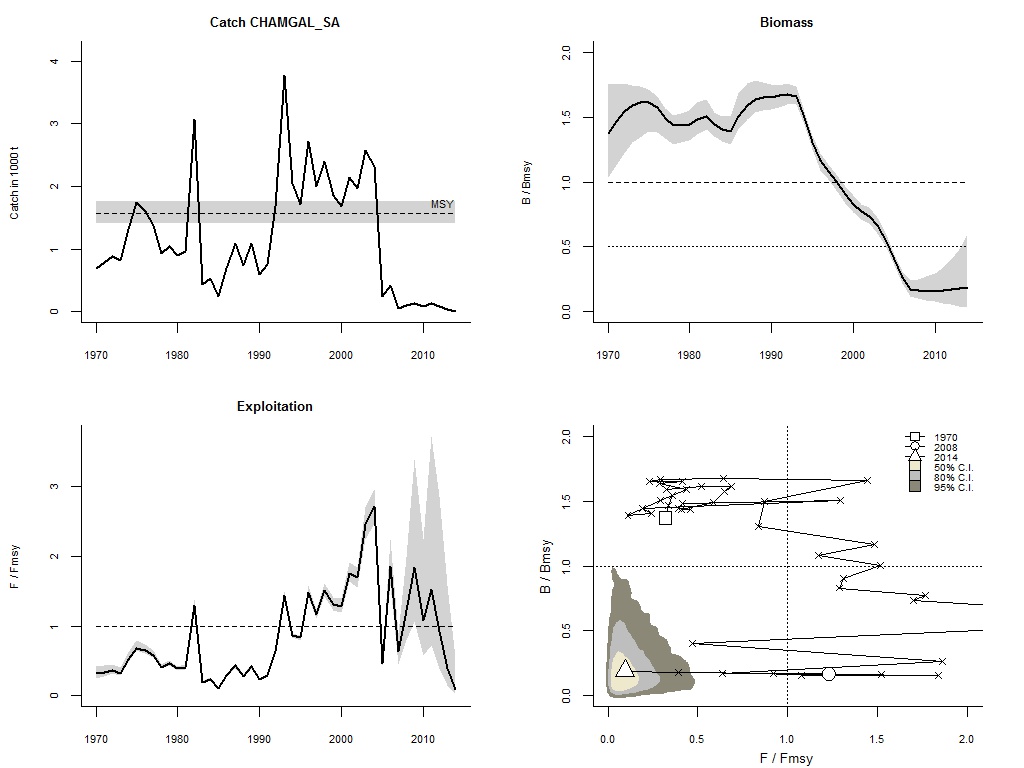 Catch CHAMGAL_SA
Catch in 1000 t
4
3
2
1
0
MSY
1970 1980 1990 2000 2010
Biomass
B / Bmsy
2.0
1.5
1.0
0.5
0.0
1970 1980 1990 2000 2010
Exploitation
F / Fmsy
3
2
1
0
1970 1980 1990 2000 2010
B / Bmsy
2.0
1.5
1.0
0.5
0.0
1970
2008
2014
50% C.I.
80% C.I.
95% C.I.
0.0 0.5 1.0 1.5 2.0
F / Fmsy